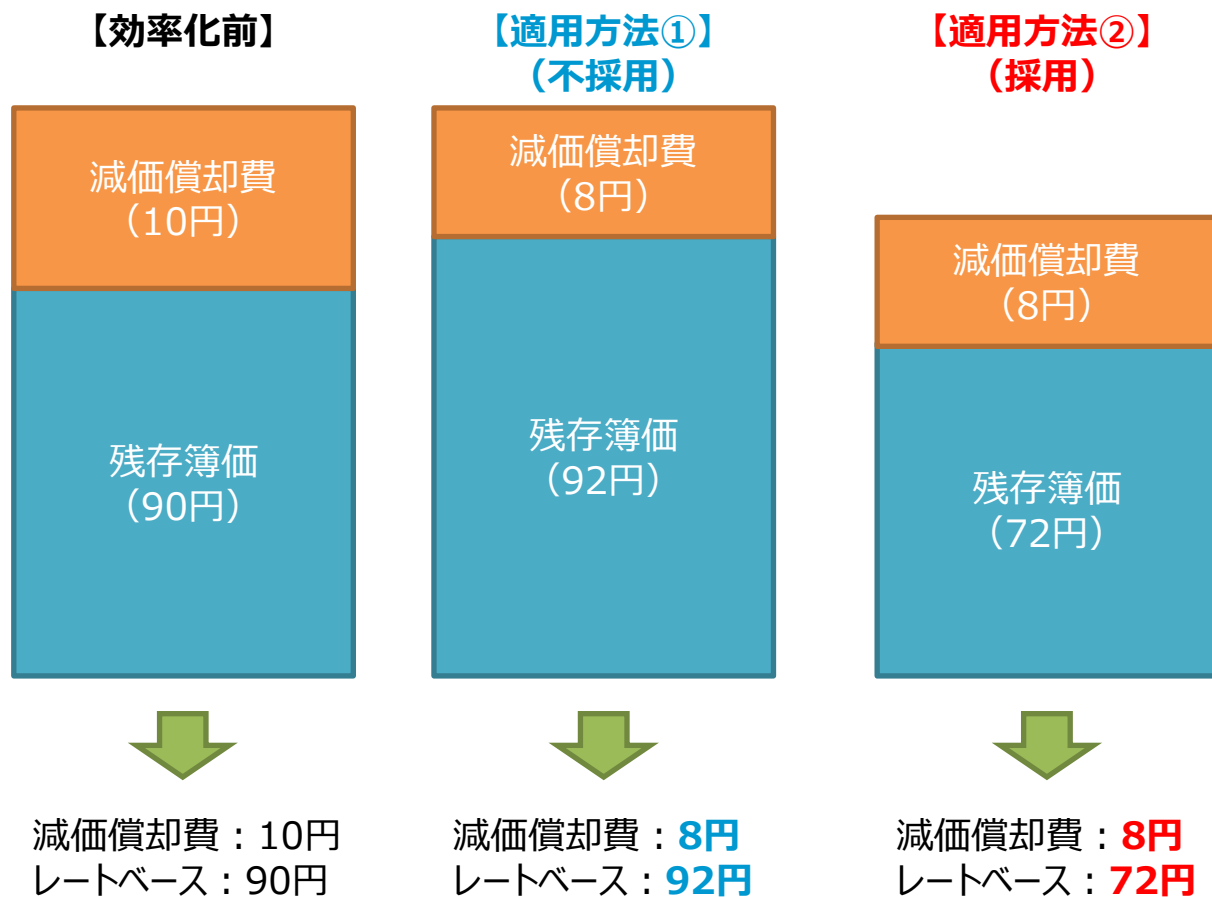 【効率化前】
減価償却費
（10円）
残存簿価
（90円）
減価償却費：10円
レートベース：90円
【適用方法①】
（不採用）
減価償却費
（8円）
残存簿価
（92円）
減価償却費：8円
レートベース：92円
【適用方法②】
（採用）
減価償却費
（8円）
残存簿価
（72円）
減価償却費：8円
レートベース：72円